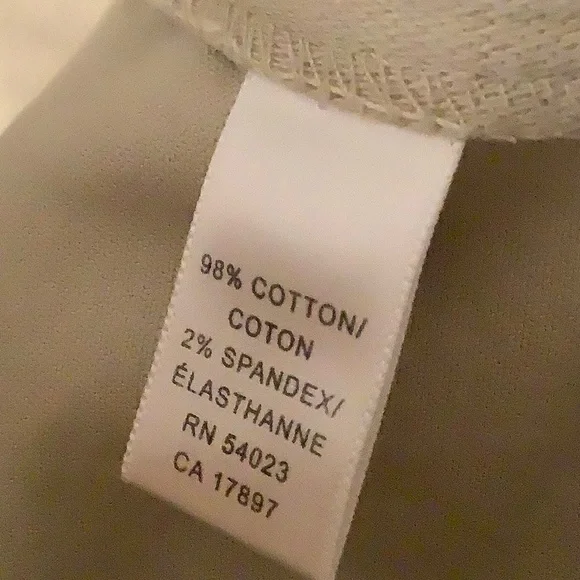 98% COTTON/
COTON
2% SPANDEX/
ÉLASTHANNE
RN 54023
CA 17897